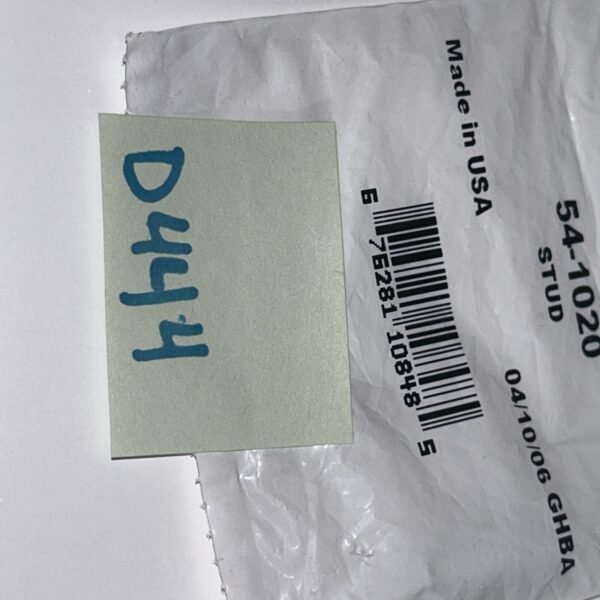 54-1020
STUD
Made in USA
04/10/06 GHBA
6 76281 10848 5
D444